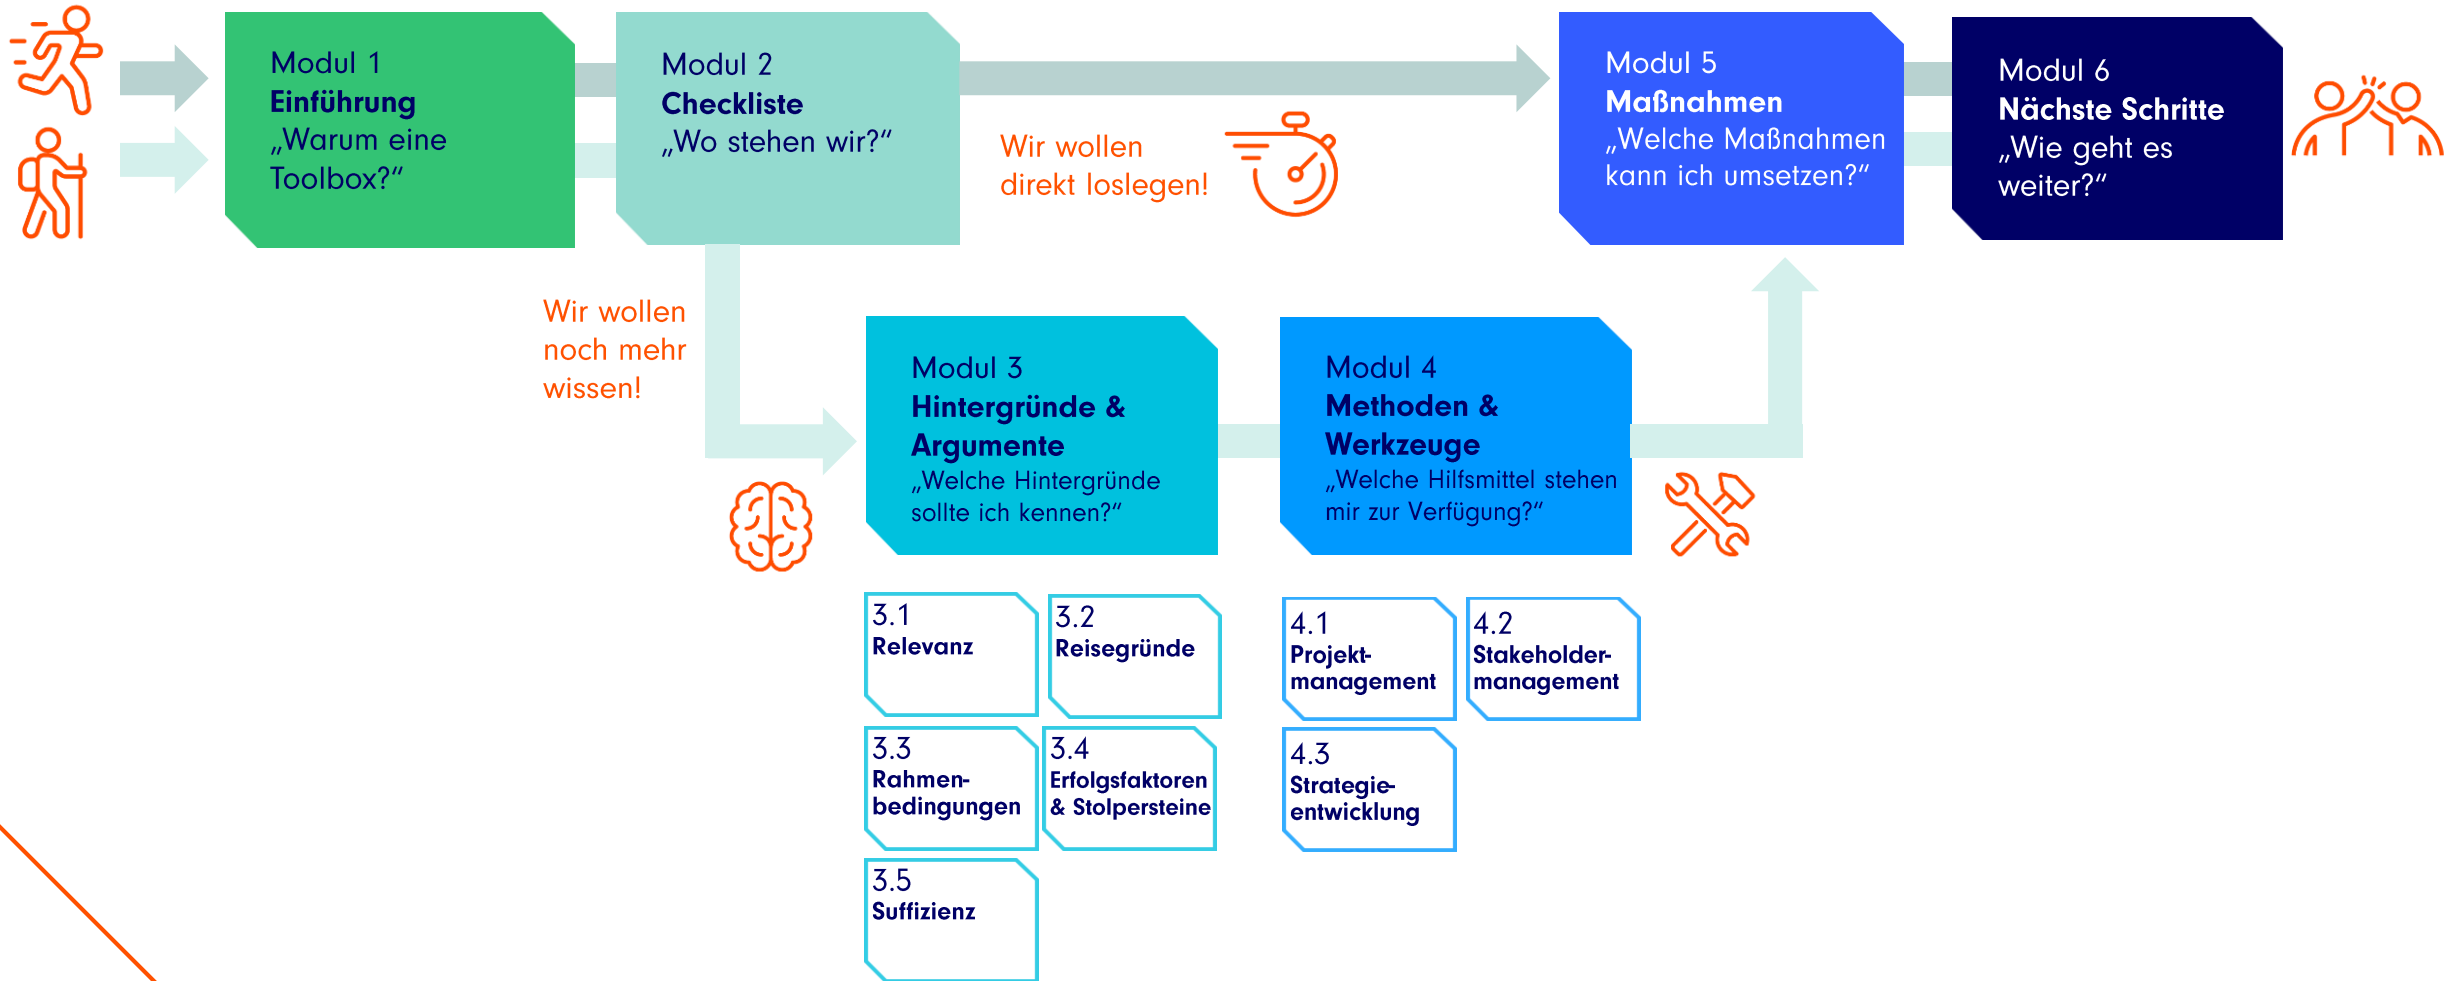 Modul 1
Einführung
„Warum eine
Toolbox?“
Modul 2
Checkliste
„Wo stehen wir?“
Wir wollen
direkt loslegen!
Modul 5
Maßnahmen
„Welche Maßnahmen
kann ich umsetzen?“
Modul 6
Nächste Schritte
„Wie geht es
weiter?“
Wir wollen
noch mehr
wissen!
Modul 3
Hintergründe &
Argumente
„Welche Hintergründe
sollte ich kennen?“
Modul 4
Methoden &
Werkzeuge
„Welche Hilfsmittel stehen
mir zur Verfügung?“
3.1
Relevanz
3.2
Reisegründe
3.3
Rahmen-
bedingungen
3.4
Erfolgsfaktoren
& Stolpersteine
3.5
Suffizienz
4.1
Projekt-
management
4.2
Stakeholder-
management
4.3
Strategie-
entwicklung